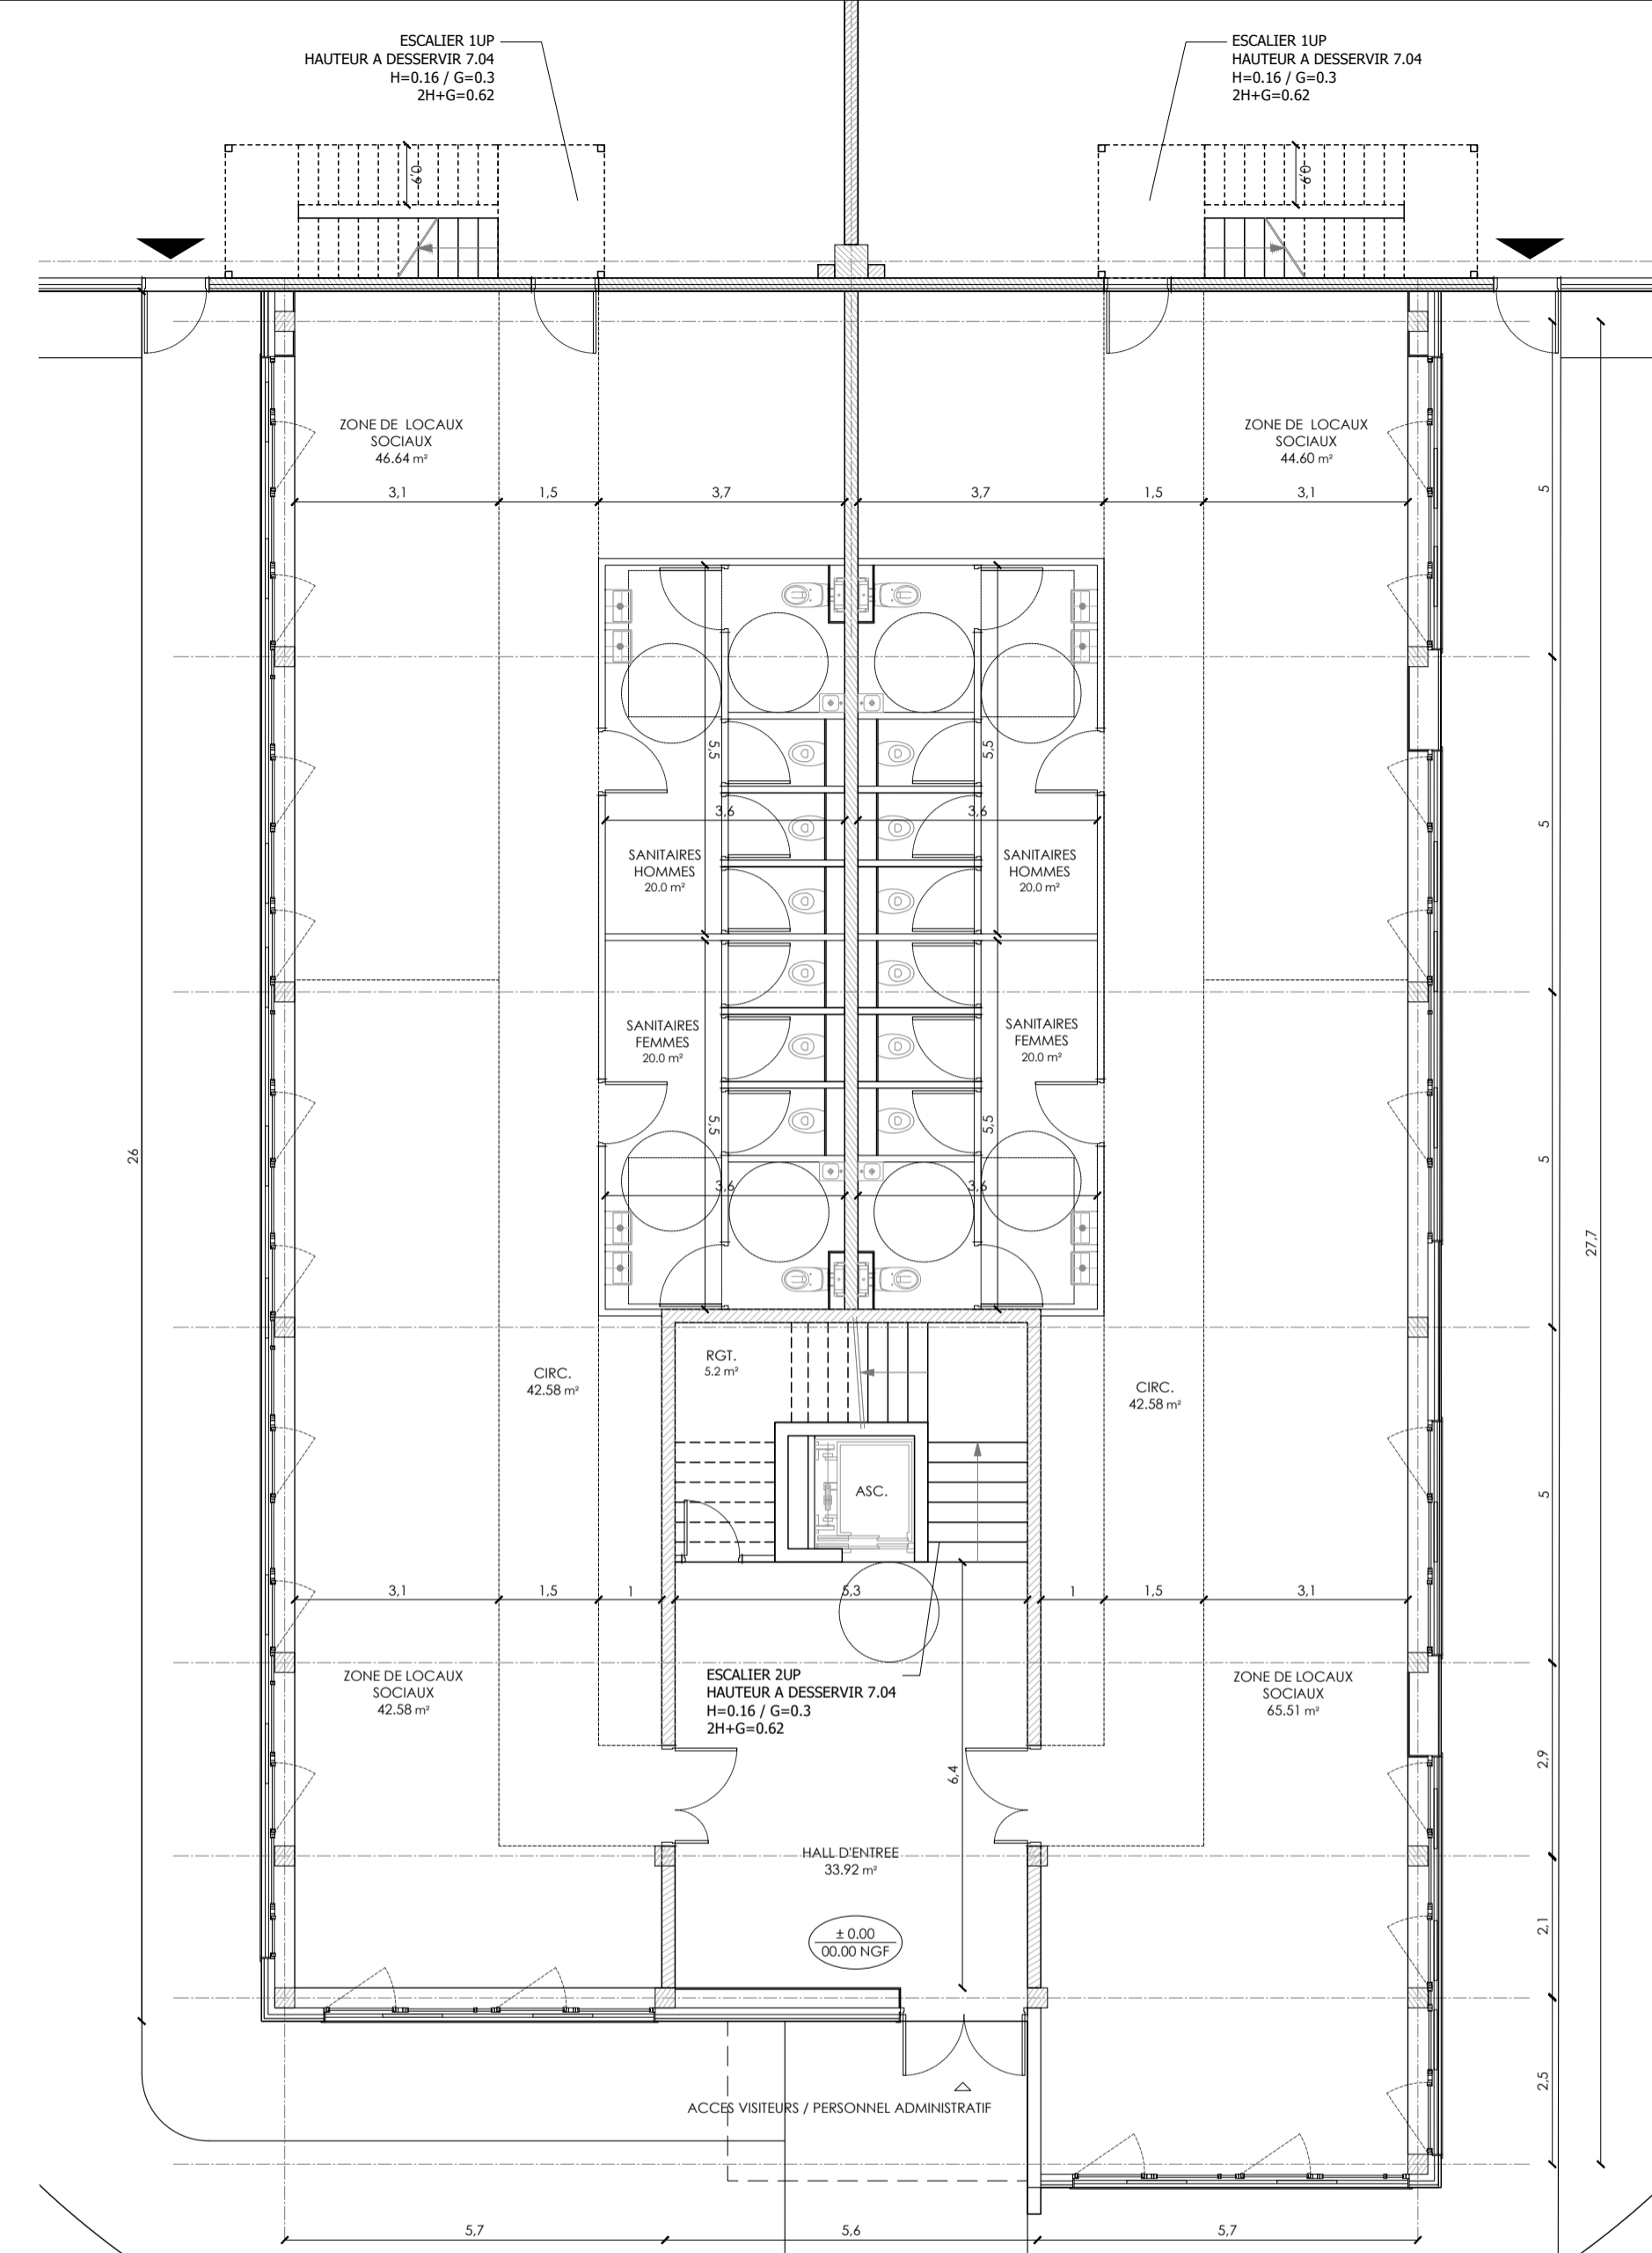 ESCALIER 1UP
HAUTEUR A DESSERVIR 7.04
H=0.16 / G=0.3
2H+G=0.62
ESCALIER 1UP
HAUTEUR A DESSERVIR 7.04
H=0.16 / G=0.3
2H+G=0.62
0,9
0,9
ZONE DE LOCAUX
SOCIAUX
46.64 m²
ZONE DE LOCAUX
SOCIAUX
44.60 m²
3,1
1,5
3,7
3,7
1,5
3,1
5
5,5
5,5
5
3,6
3,6
SANITAIRES
HOMMES
20.0 m²
SANITAIRES
HOMMES
20.0 m²
SANITAIRES
FEMMES
20.0 m²
SANITAIRES
FEMMES
20.0 m²
5,5
5,5
26
5
3,6
3,6
27,7
RGT.
5.2 m²
CIRC.
42.58 m²
CIRC.
42.58 m²
ASC.
5
3,1
1,5
1
5,3
1
1,5
3,1
ZONE DE LOCAUX
SOCIAUX
42.58 m²
ESCALIER 2UP
HAUTEUR A DESSERVIR 7.04
H=0.16 / G=0.3
2H+G=0.62
ZONE DE LOCAUX
SOCIAUX
65.51 m²
6,4
2,9
HALL D'ENTREE
33.92 m²
± 0.00
00.00 NGF
2,1
2,5
ACCES VISITEURS / PERSONNEL ADMINISTRATIF
5,7
5,6
5,7